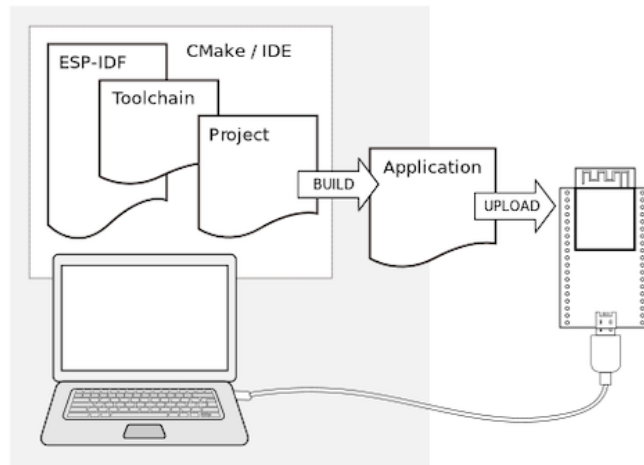 CMake / IDE
ESP-IDF
Toolchain
Project
BUILD
Application
UPLOAD